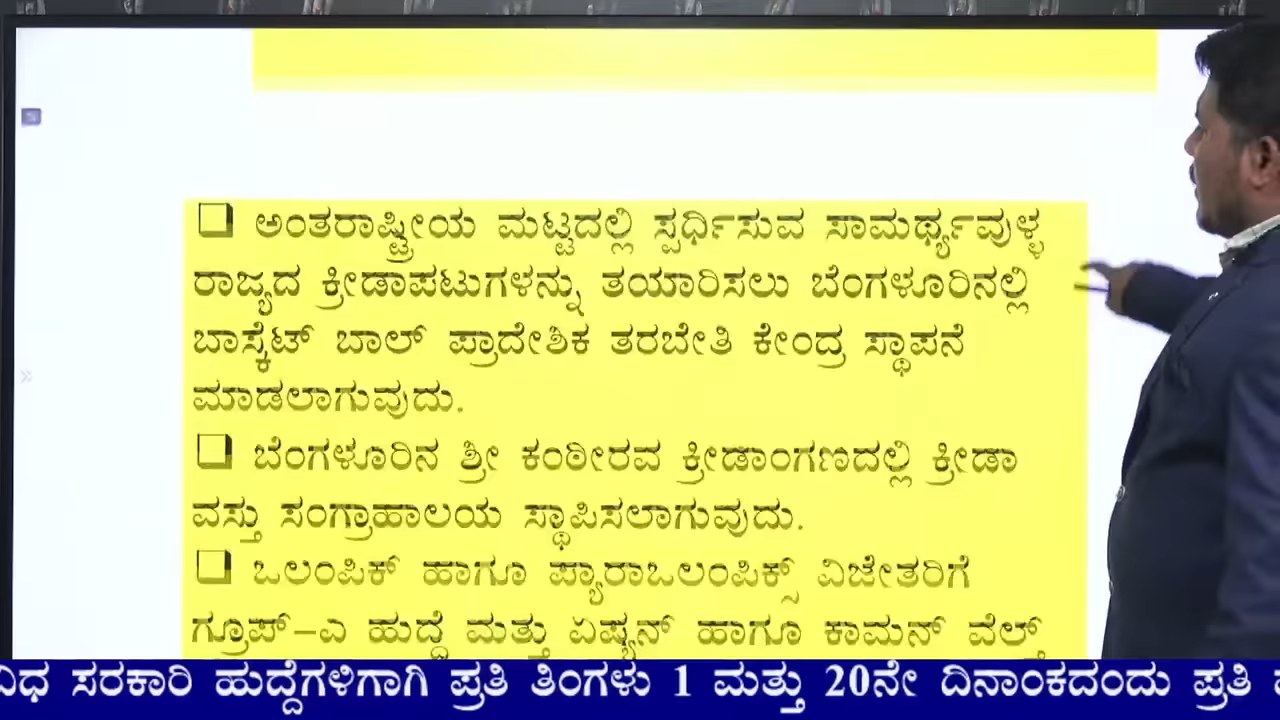 ❑ ಅಂತರಾಷ್ಟ್ರೀಯ ಮಟ್ಟದಲ್ಲಿ ಸ್ಪರ್ಧಿಸುವ ಸಾಮರ್ಥ್ಯವುಳ್ಳ
ರಾಜ್ಯದ ಕ್ರೀಡಾಪಟುಗಳನ್ನು ತಯಾರಿಸಲು ಬೆಂಗಳೂರಿನಲ್ಲಿ
ಬಾಸ್ಕೆಟ್ ಬಾಲ್ ಪ್ರಾದೇಶಿಕ ತರಬೇತಿ ಕೇಂದ್ರ ಸ್ಥಾಪನೆ
ಮಾಡಲಾಗುವುದು.
❑ ಬೆಂಗಳೂರಿನ ಶ್ರೀ ಕಂಠೀರವ ಕ್ರೀಡಾಂಗಣದಲ್ಲಿ ಕ್ರೀಡಾ
ವಸ್ತು ಸಂಗ್ರಾಹಾಲಯ ಸ್ಥಾಪಿಸಲಾಗುವುದು.
❑ ಒಲಂಪಿಕ್ ಹಾಗೂ ಪ್ಯಾರಾಒಲಂಪಿಕ್ಸ್ ವಿಜೇತರಿಗೆ
ಗ್ರೂಪ್-ಎ ಹುದ್ದೆ ಮತ್ತು ಏಷ್ಯನ್ ಹಾಗೂ ಕಾಮನ್ ವೆಲ್ತ್
ಸರಕಾರಿ ಹುದ್ದೆಗಳಿಗಾಗಿ ಪ್ರತಿ ತಿಂಗಳು 1 ಮತ್ತು 20ನೇ ದಿನಾಂಕದಂದು ಪ್ರತಿ